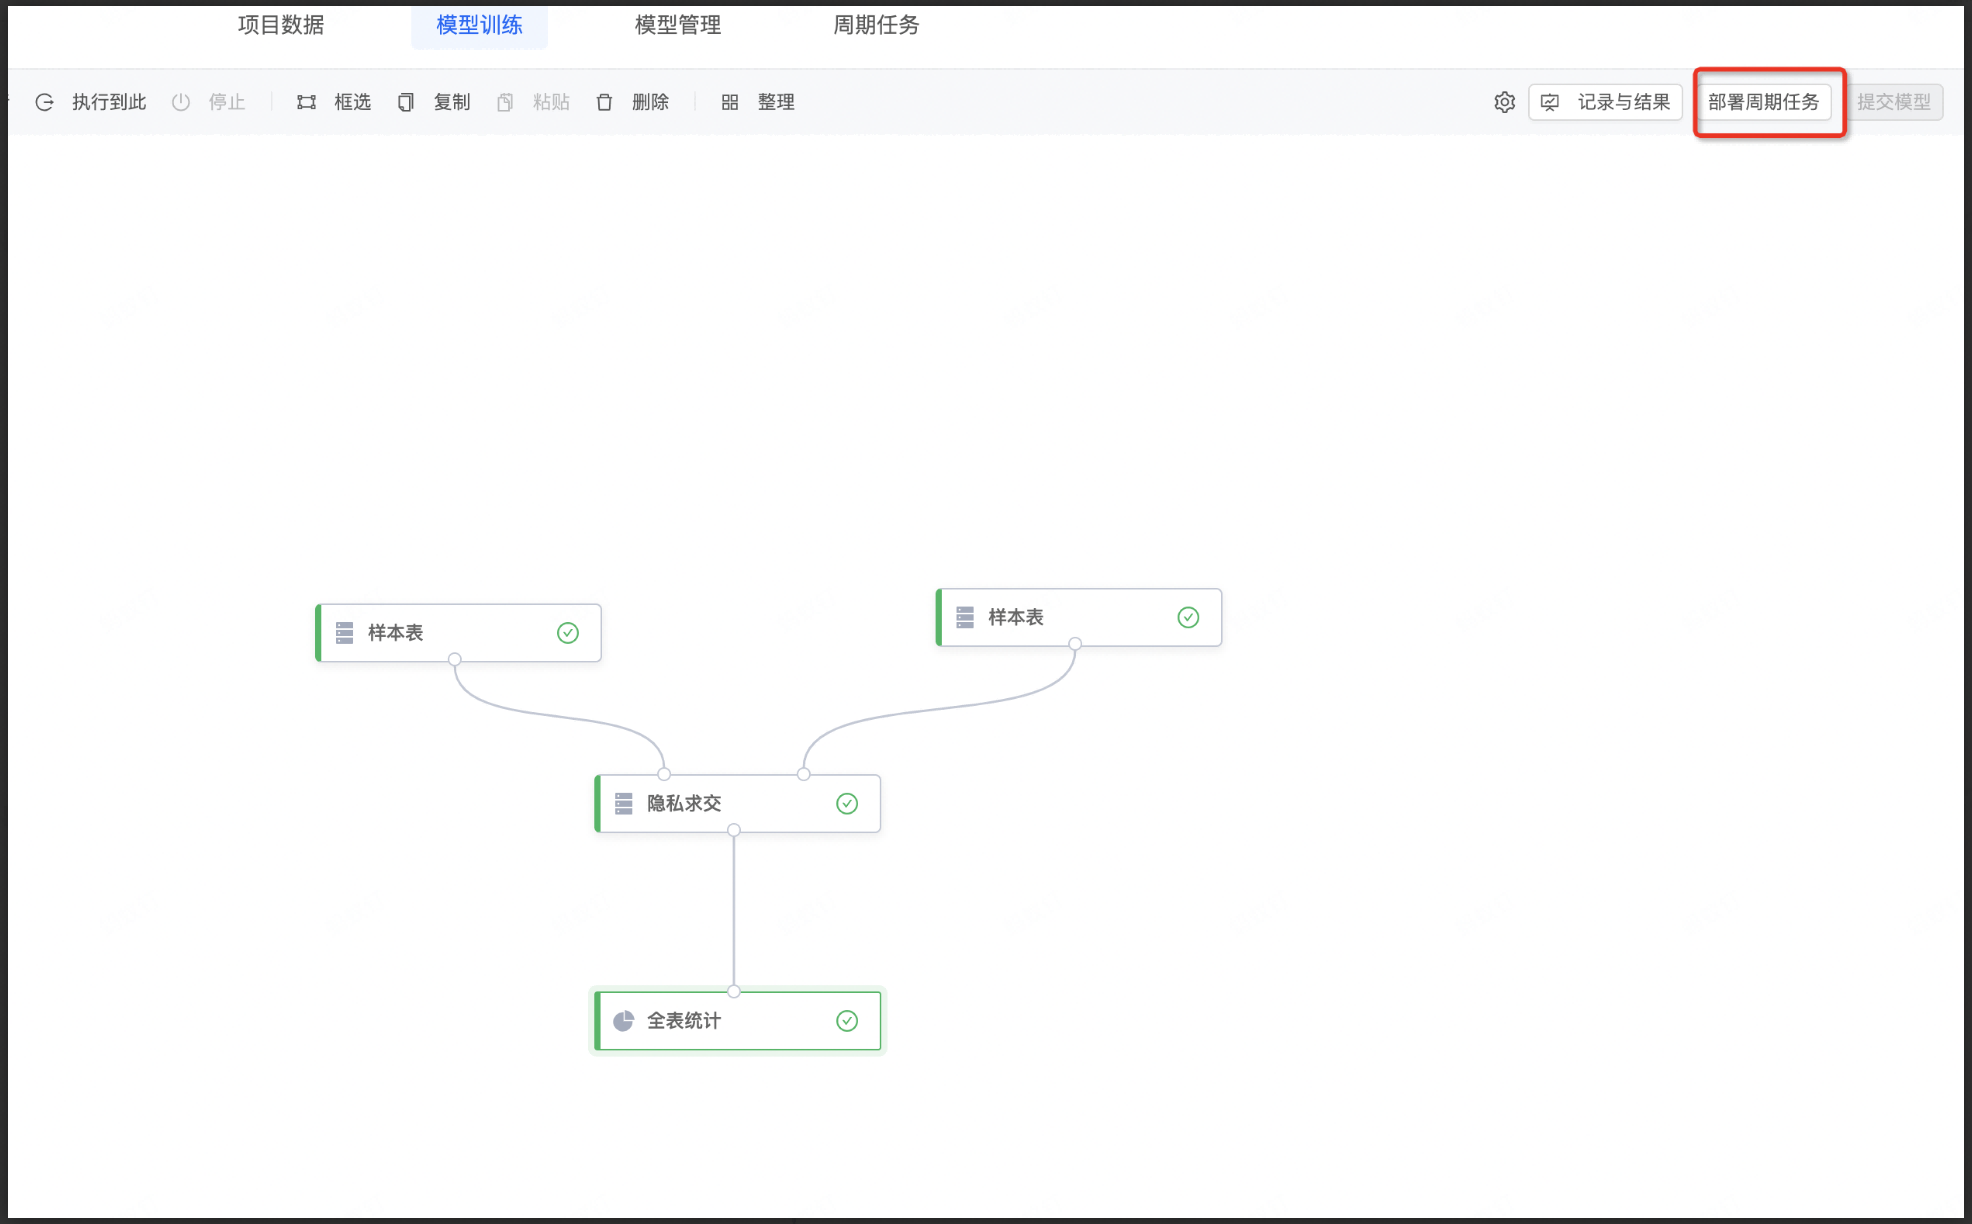 项目数据 模型训练 模型管理 周期任务
执行到此 停止 框选 复制 粘贴 删除 整理 记录与结果 部署周期任务 提交模型
样本表 样本表
隐私求交
全表统计